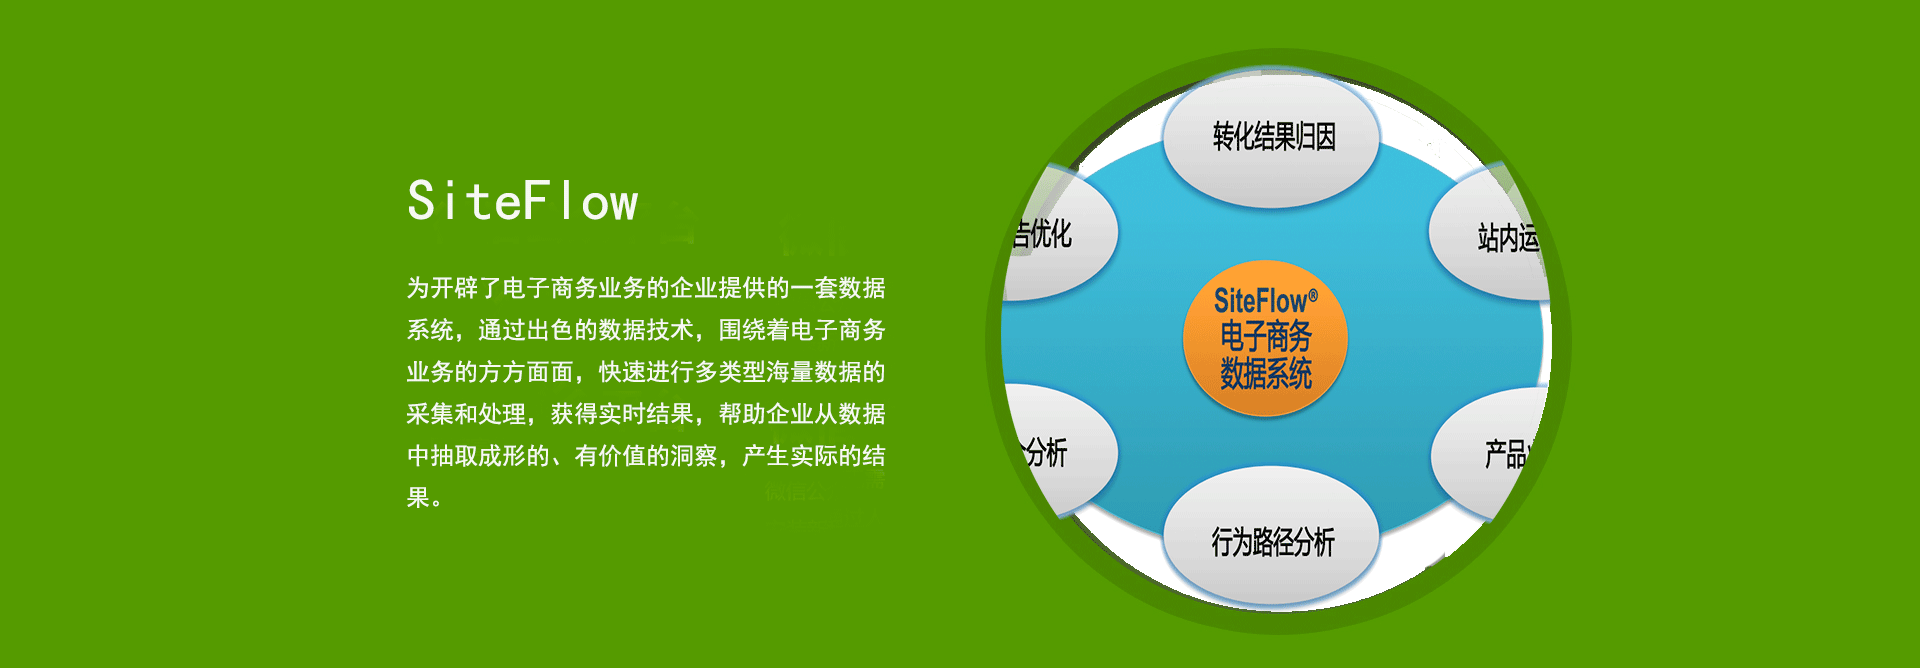 SiteFlow
为开辟了电子商务业务的企业提供的一套数据
系统，通过出色的数据技术，围绕着电子商务
业务的方方面面，快速进行多类型海量数据的
采集和处理，获得实时结果，帮助企业从数据
中抽取成形的、有价值的洞察，产生实际的结
果。
转化结果归因
告优化
站内运
SiteFlow®
电子商务
数据系统
分析
产品
行为路径分析